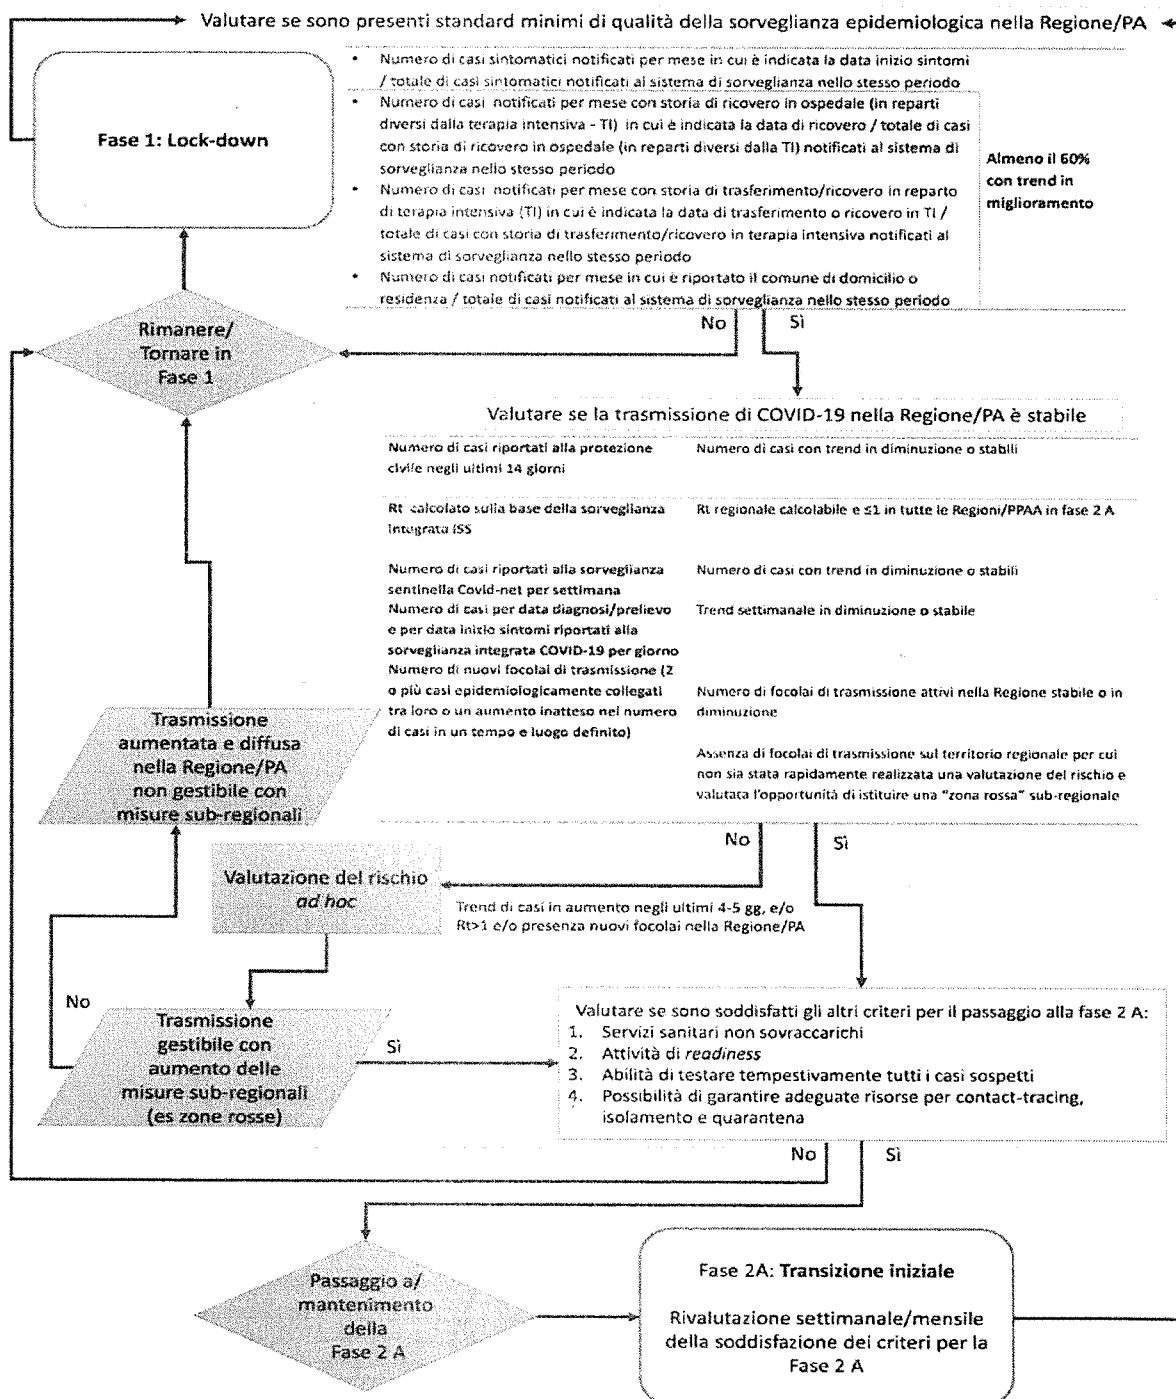 Valutare se sono presenti standard minimi di qualità della sorveglianza epidemiologica nella Regione/PA
Fase 1: Lock-down
• Numero di casi sintomatici notificati per mese in cui è indicata la data inizio sintomi
/ totale di casi sintomatici notificati al sistema di sorveglianza nello stesso periodo
• Numero di casi notificati per mese con storia di ricovero in ospedale (in reparti
diversi dalla terapia intensiva - TI) in cui è indicata la data di ricovero / totale di casi
con storia di ricovero in ospedale (in reparti diversi dalla TI) notificati al sistema di
sorveglianza nello stesso periodo
• Numero di casi notificati per mese con storia di trasferimento/ricovero in reparto
di terapia intensiva (TI) in cui è indicata la data di trasferimento o ricovero in TI /
totale di casi con storia di trasferimento/ricovero in terapia intensiva notificati al
sistema di sorveglianza nello stesso periodo
• Numero di casi notificati per mese in cui è riportato il comune di domicilio o
residenza / totale di casi notificati al sistema di sorveglianza nello stesso periodo
Almeno il 60%
con trend in
miglioramento
No
Sì
Rimanere/
Tornare in
Fase 1
Valutare se la trasmissione di COVID-19 nella Regione/PA è stabile
Numero di casi riportati alla protezione
civile negli ultimi 14 giorni
Numero di casi con trend in diminuzione o stabili
Rt calcolato sulla base della sorveglianza
integrata ISS
Rt regionale calcolabile e ≤1 in tutte le Regioni/PPAA in fase 2 A
Numero di casi riportati alla sorveglianza
sentinella Covid-net per settimana
Numero di casi con trend in diminuzione o stabili
Numero di casi per data diagnosi/prelievo
e per data inizio sintomi riportati alla
sorveglianza integrata COVID-19 per giorno
Trend settimanale in diminuzione o stabile
Numero di nuovi focolai di trasmissione (2
o più casi epidemiologicamente collegati
tra loro o un aumento inatteso nel numero
di casi in un tempo e luogo definito)
Numero di focolai di trasmissione attivi nella Regione stabile o in
diminuzione
Assenza di focolai di trasmissione sul territorio regionale per cui
non sia stata rapidamente realizzata una valutazione del rischio e
valutata l'opportunità di istituire una "zona rossa" sub-regionale
Trasmissione
aumentata e diffusa
nella Regione/PA
non gestibile con
misure sub-regionali
No
Sì
Valutazione del rischio
ad hoc
Trend di casi in aumento negli ultimi 4-5 gg, e/o
Rt>1 e/o presenza nuovi focolai nella Regione/PA
No
Trasmissione
gestibile con
aumento delle
misure sub-regionali
(es zone rosse)
Sì
Valutare se sono soddisfatti gli altri criteri per il passaggio alla fase 2 A:
1. Servizi sanitari non sovraccarichi
2. Attività di readiness
3. Abilità di testare tempestivamente tutti i casi sospetti
4. Possibilità di garantire adeguate risorse per contact-tracing,
isolamento e quarantena
No
Sì
Passaggio a/
mantenimento
della
Fase 2 A
Fase 2A: Transizione iniziale
Rivalutazione settimanale/mensile
della soddisfazione dei criteri per la
Fase 2 A